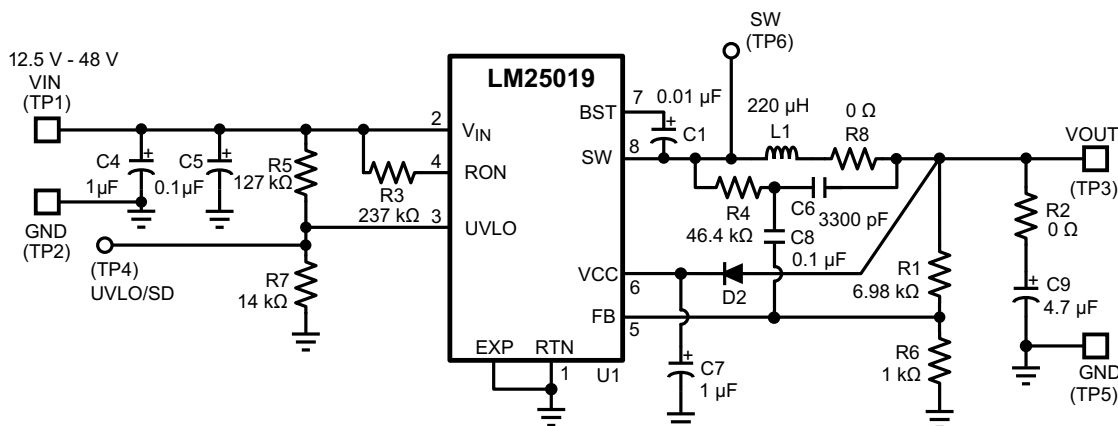 12.5 V - 48 V
VIN
(TP1)
GND
(TP2)
(TP4)
UVLO/SD
C4
+
1µF
C5
+
0.1µF
R5
127 kΩ
R7
14 kΩ
R3
237 kΩ
2
4
3
LM25019
VIN
RON
UVLO
BST
SW
VCC
FB
EXP
RTN
1
U1
7
8
6
5
0.01 µF
+
C1
SW
(TP6)
220 µH
L1
0 Ω
R8
R4
46.4 kΩ
C6
3300 pF
C8
0.1 µF
D2
+
C7
1 µF
R1
6.98 kΩ
R6
1 kΩ
VOUT
(TP3)
R2
0 Ω
+
C9
4.7 µF
GND
(TP5)